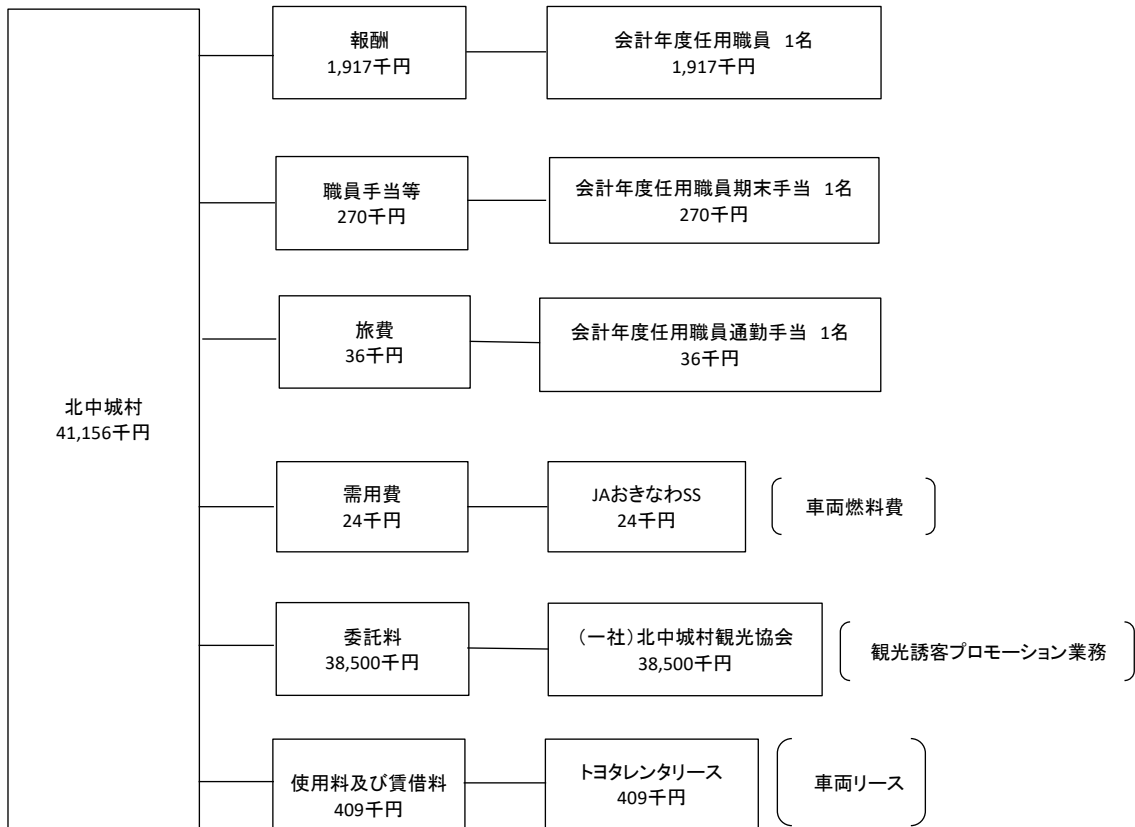 北中城村
41,156千円
報酬
1,917千円
会計年度任用職員 1名
1,917千円
職員手当等
270千円
会計年度任用職員期末手当 1名
270千円
旅費
36千円
会計年度任用職員通勤手当 1名
36千円
需用費
24千円
JAおきなわSS
24千円
車両燃料費
委託料
38,500千円
(一社)北中城村観光協会
38,500千円
観光誘客プロモーション業務
使用料及び賃借料
409千円
トヨタレンタリース
409千円
車両リース